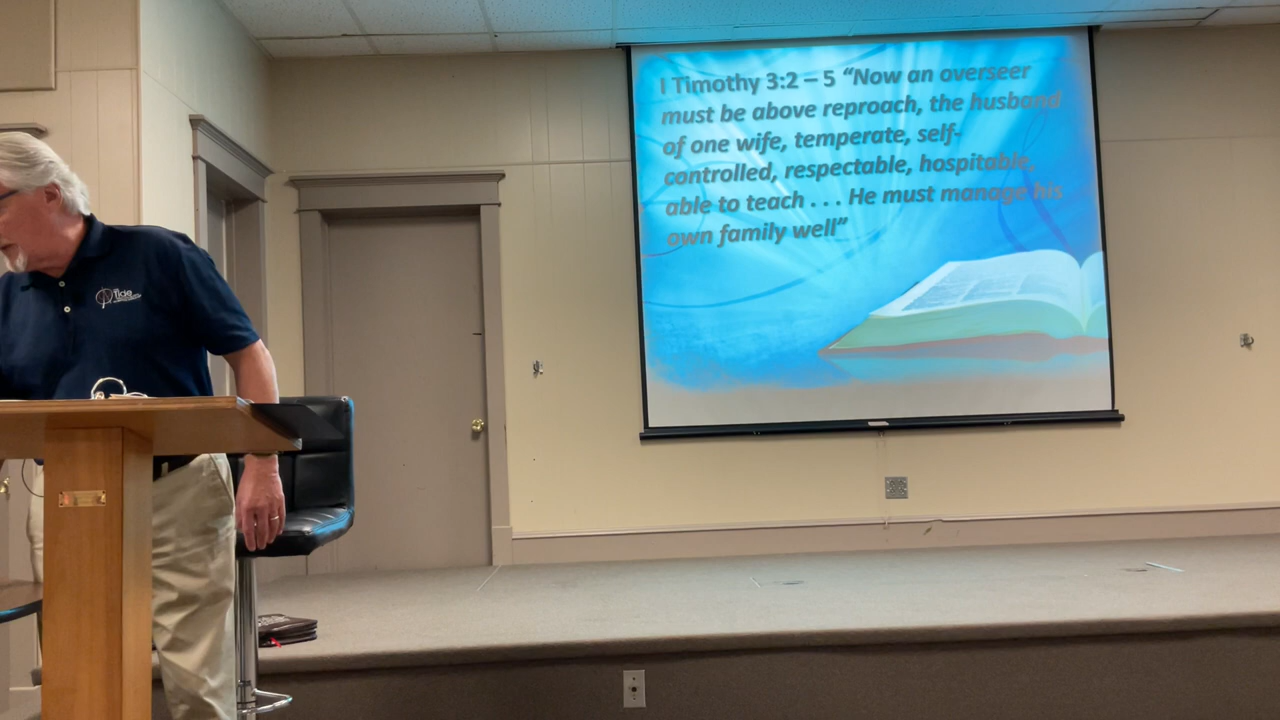 I Timothy 3:2 – 5 “Now an overseer
must be above reproach, the husband
of one wife, temperate, self-
controlled, respectable, hospitable,
able to teach . . . He must manage his
own family well”
Tide